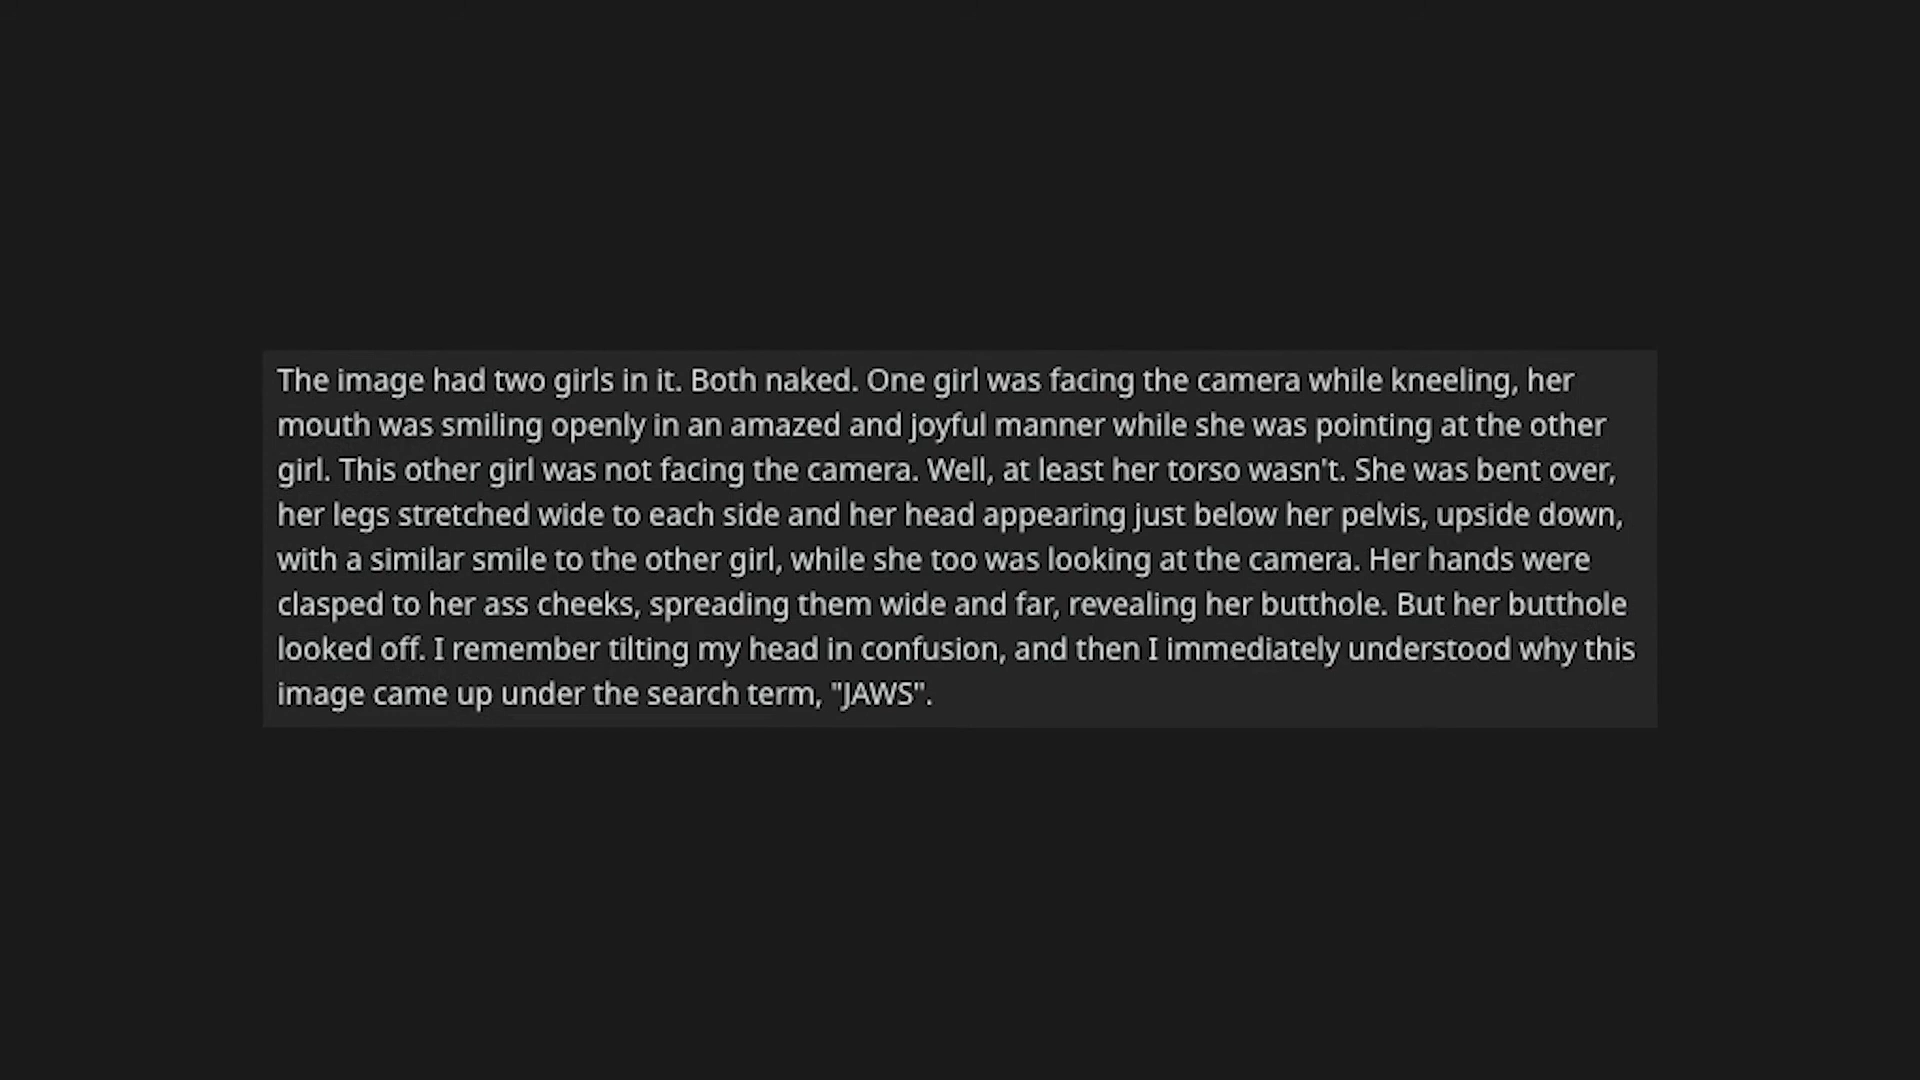 The image had two girls in it. Both naked. One girl was facing the camera while kneeling, her
mouth was smiling openly in an amazed and joyful manner while she was pointing at the other
girl. This other girl was not facing the camera. Well, at least her torso wasn't. She was bent over,
her legs stretched wide to each side and her head appearing just below her pelvis, upside down,
with a similar smile to the other girl, while she too was looking at the camera. Her hands were
clasped to her ass cheeks, spreading them wide and far, revealing her butthole. But her butthole
looked off. I remember tilting my head in confusion, and then I immediately understood why this
image came up under the search term, "JAWS".